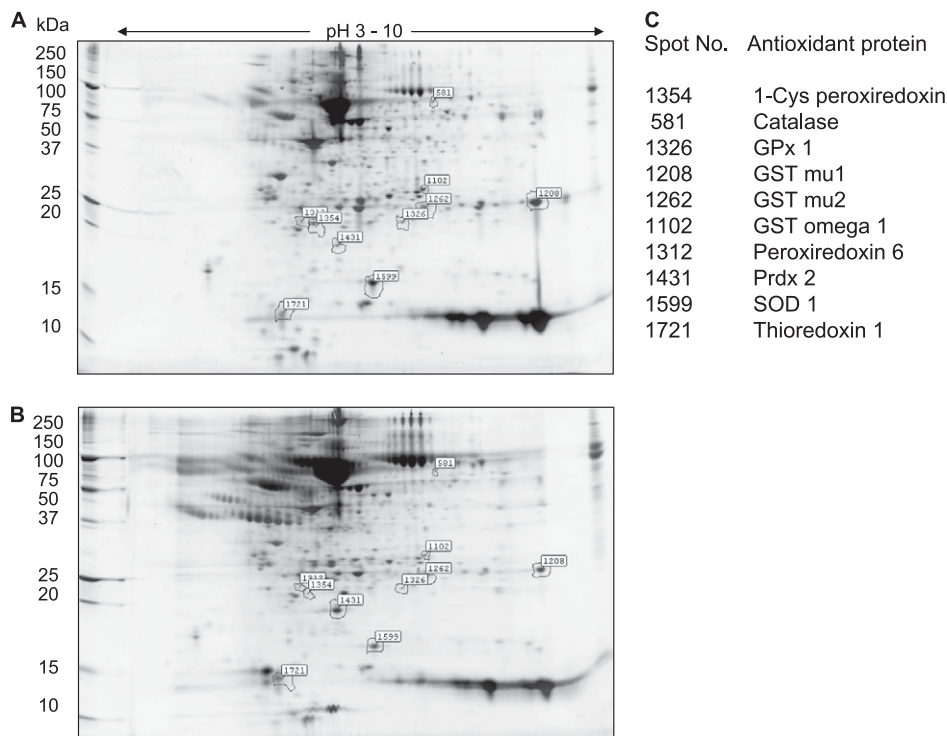 A
kDa
pH 3 - 10
250
150
100
75
50
37
25
20
15
10
581
1102
1262
1208
1312
1354
1326
1431
1599
1721
B
250
150
100
75
50
37
25
20
15
10
581
1102
1262
1208
1354
1326
1431
1599
1721
C
Spot No. Antioxidant protein
1354 1-Cys peroxiredoxin
581 Catalase
1326 GPx 1
1208 GST mu1
1262 GST mu2
1102 GST omega 1
1312 Peroxiredoxin 6
1431 Prdx 2
1599 SOD 1
1721 Thioredoxin 1